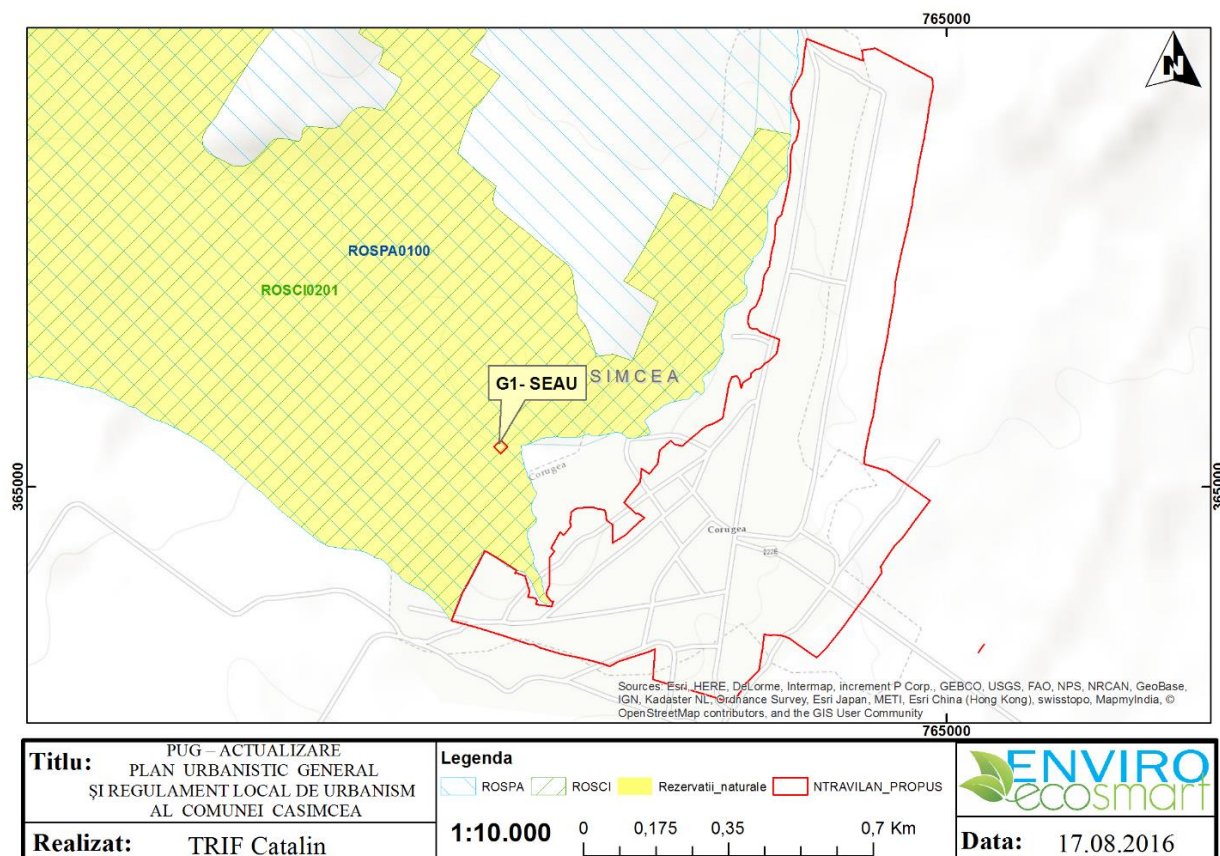 765000
N
ROSPA0100
ROSCI0201
SIMCEA
G1- SEAU
Corugea
365000
365000
Corugea
Sources: Esri, HERE, DeLorme, Intermap, increment P Corp., GEBCO, USGS, FAO, NPS, NRCAN, GeoBase,
IGN, Kadaster NL, Ordnance Survey, Esri Japan, METI, Esri China (Hong Kong), swisstopo, MapmyIndia, ©
OpenStreetMap contributors, and the GIS User Community
765000
Titlu: PUG – ACTUALIZARE
PLAN URBANISTIC GENERAL
ȘI REGULAMENT LOCAL DE URBANISM
AL COMUNEI CASIMCEA
Realizat: TRIF Catalin
Legenda
ROSPA ROSCI Rezervatii_naturale NTRAVILAN_PROPUS
1:10.000 0 0,175 0,35 0,7 Km
ENVIRO
ecosmart
Data: 17.08.2016